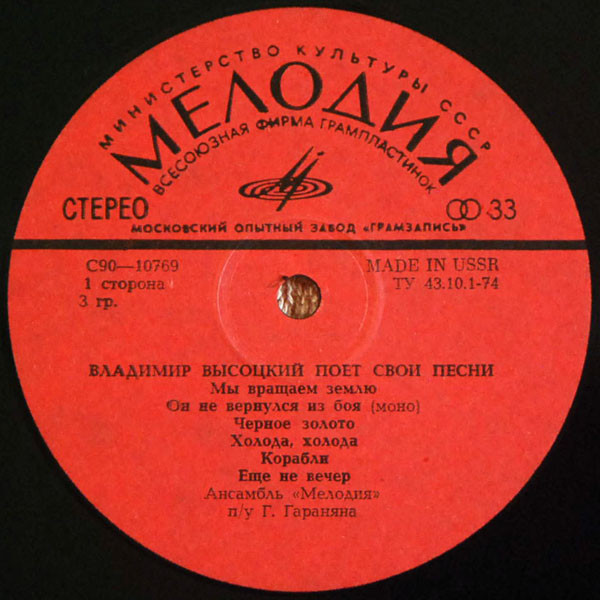 МИНИСТЕРСТВО КУЛЬТУРЫ СССР
МЕЛОДИЯ
ВСЕСОЮЗНАЯ ФИРМА ГРАМПЛАСТИНОК
СТЕРЕО
33
МОСКОВСКИЙ ОПЫТНЫЙ ЗАВОД «ГРАМЗАПИСЬ»
С90—10769
MADE IN USSR
1 сторона
ТУ 43.10.1-74
3 гр.
ВЛАДИМИР ВЫСОЦКИЙ ПОЕТ СВОИ ПЕСНИ
Мы вращаем землю
Он не вернулся из боя (моно)
Черное золото
Холода, холода
Корабли
Еще не вечер
Ансамбль «Мелодия»
п/у Г. Гараняна